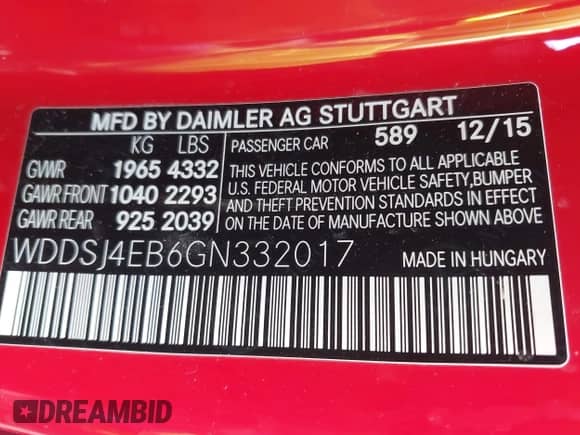 MFD BY DAIMLER AG STUTTGART
KG LBS PASSENGER CAR 589 12/15
GVWR 1965 4332
GAWR FRONT 1040 2293
GAWR REAR 925 2039
THIS VEHICLE CONFORMS TO ALL APPLICABLE
U.S. FEDERAL MOTOR VEHICLE SAFETY,BUMPER
AND THEFT PREVENTION STANDARDS IN EFFECT
ON THE DATE OF MANUFACTURE SHOWN ABOVE.
WDDSJ4EB6GN332017 MADE IN HUNGARY
DREAMBID